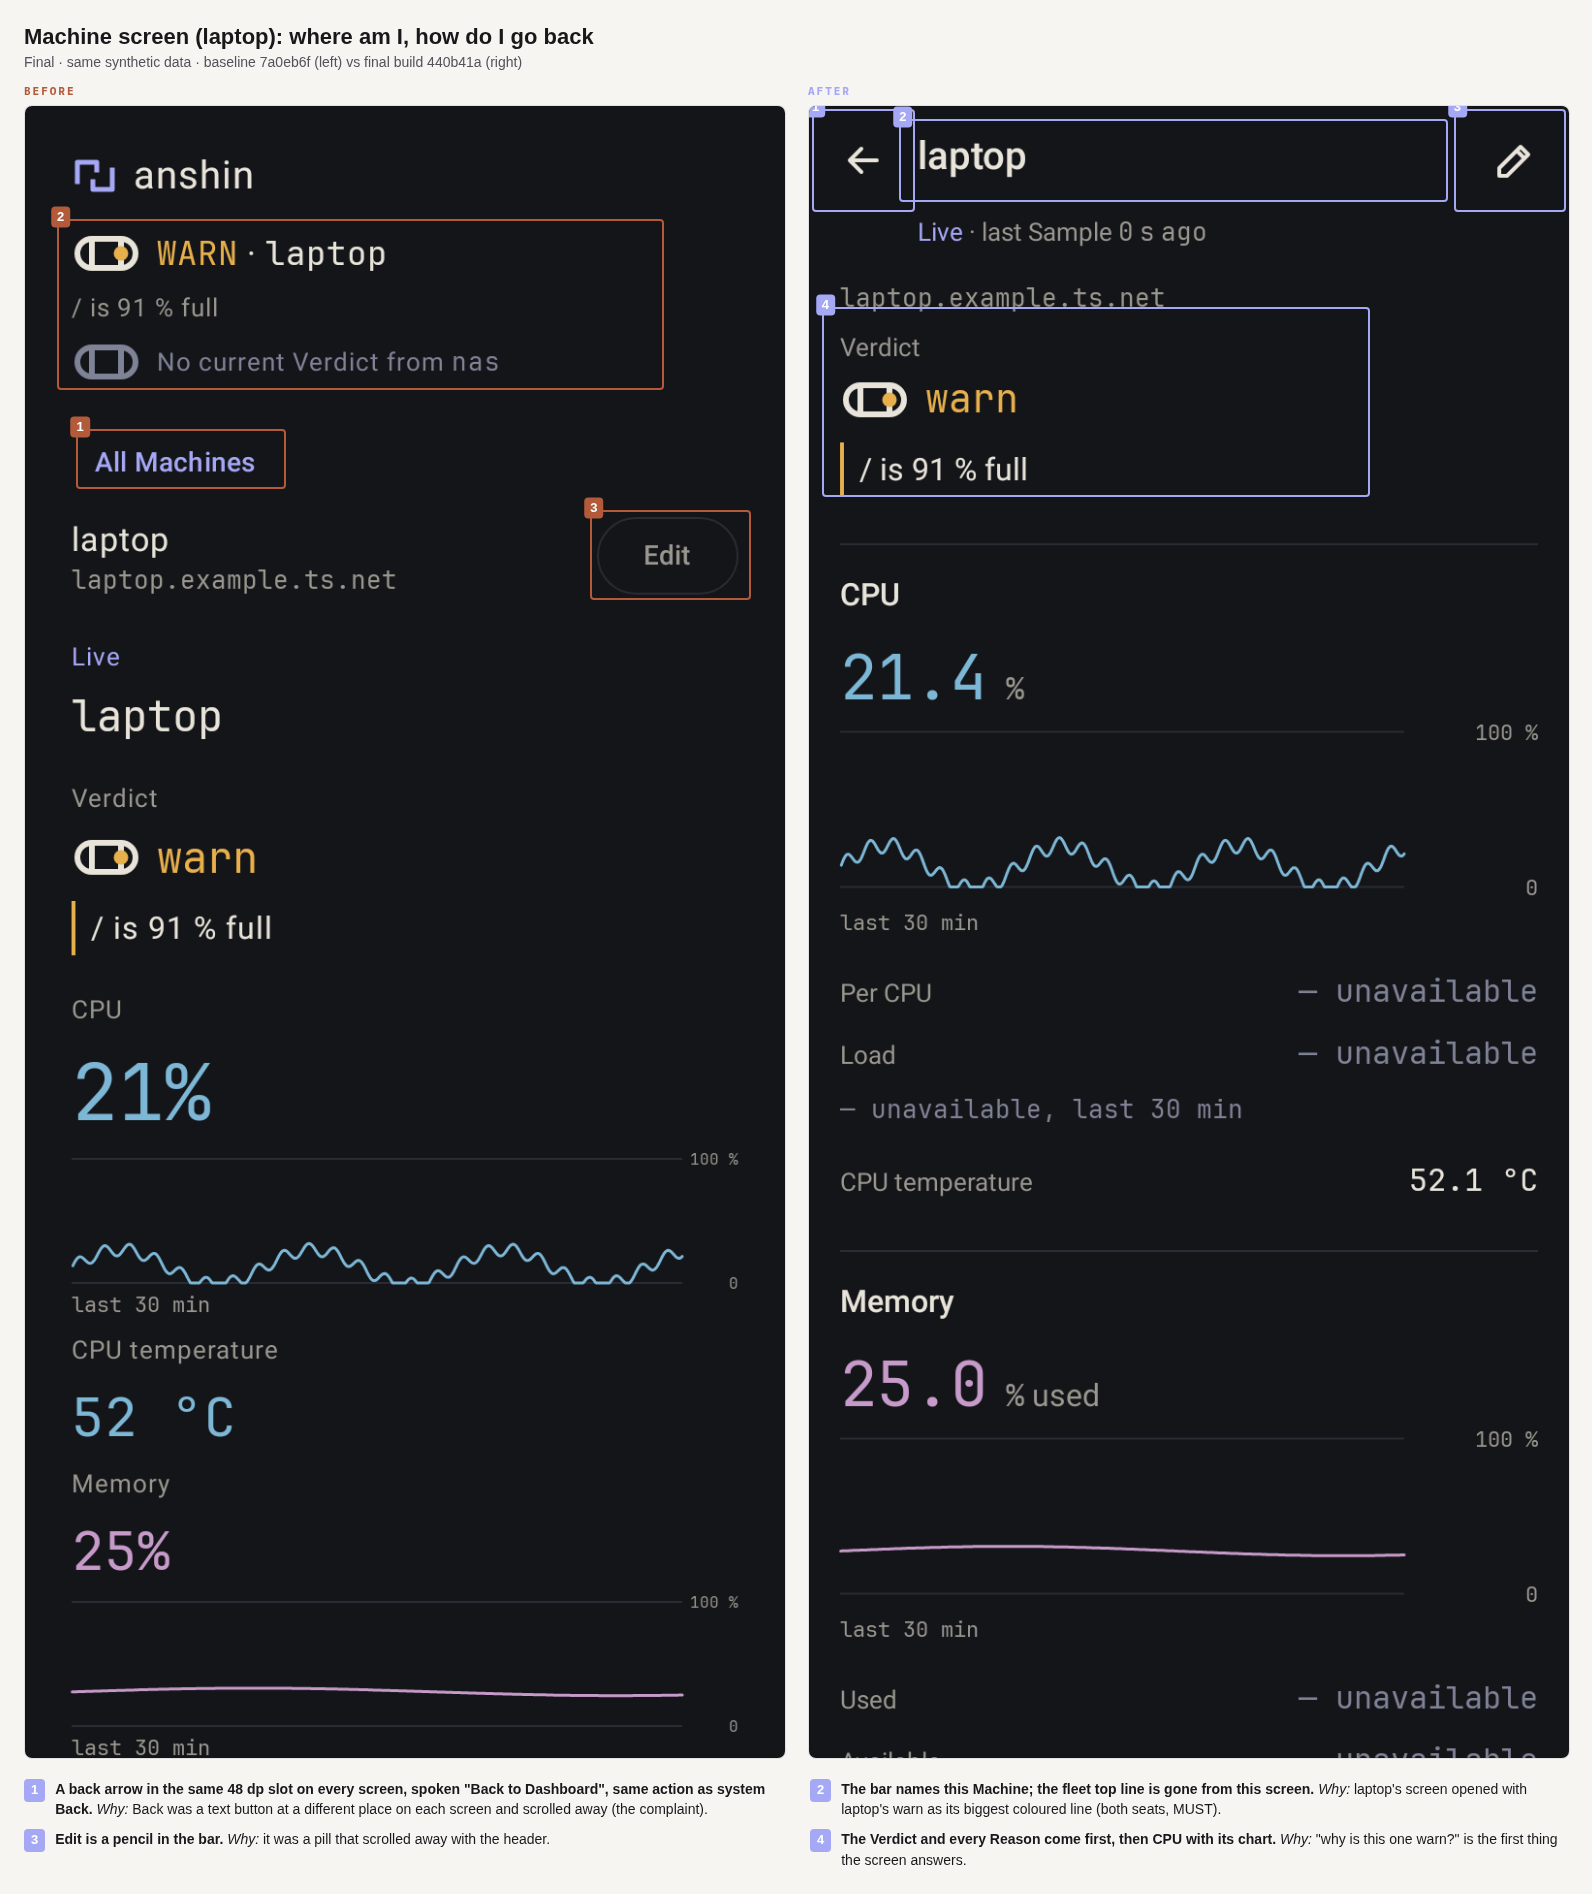 Machine screen (laptop): where am I, how do I go back
Final · same synthetic data · baseline 7a0eb6f (left) vs final build 440b41a (right)
BEFORE
anshin
2
WARN · laptop
/ is 91 % full
No current Verdict from nas
1
All Machines
3
laptop
Edit
laptop.example.ts.net
Live
laptop
Verdict
warn
/ is 91 % full
CPU
21%
100 %
0
last 30 min
CPU temperature
52 °C
Memory
25%
100 %
0
last 30 min
AFTER
1
2
3
laptop
Live · last Sample 0 s ago
laptop.example.ts.net
4
Verdict
warn
/ is 91 % full
CPU
21.4 %
100 %
0
last 30 min
Per CPU — unavailable
Load — unavailable
— unavailable, last 30 min
CPU temperature 52.1 °C
Memory
25.0 % used
100 %
0
last 30 min
Used — unavailable
Available — unavailable
1 A back arrow in the same 48 dp slot on every screen, spoken "Back to Dashboard", same action as system
Back. Why: Back was a text button at a different place on each screen and scrolled away (the complaint).
2 The bar names this Machine; the fleet top line is gone from this screen. Why: laptop's screen opened with
laptop's warn as its biggest coloured line (both seats, MUST).
3 Edit is a pencil in the bar. Why: it was a pill that scrolled away with the header.
4 The Verdict and every Reason come first, then CPU with its chart. Why: "why is this one warn?" is the first thing
the screen answers.